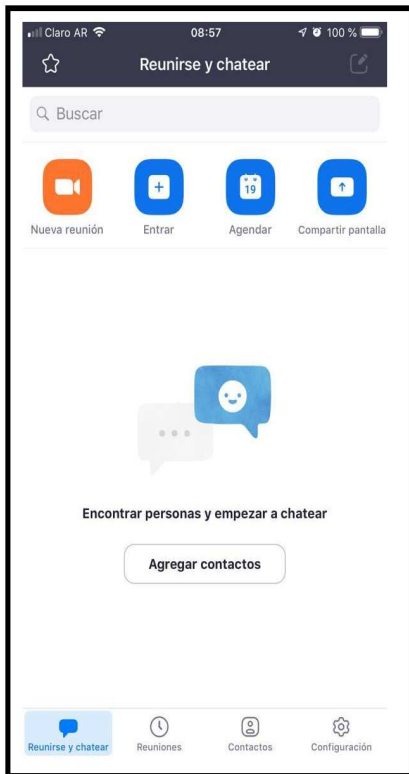 Claro AR 08:57 100 %
Reunirse y chatear
Buscar
19
Nueva reunión Entrar Agendar Compartir pantalla
Encontrar personas y empezar a chatear
Agregar contactos
Reunirse y chatear Reuniones Contactos Configuración